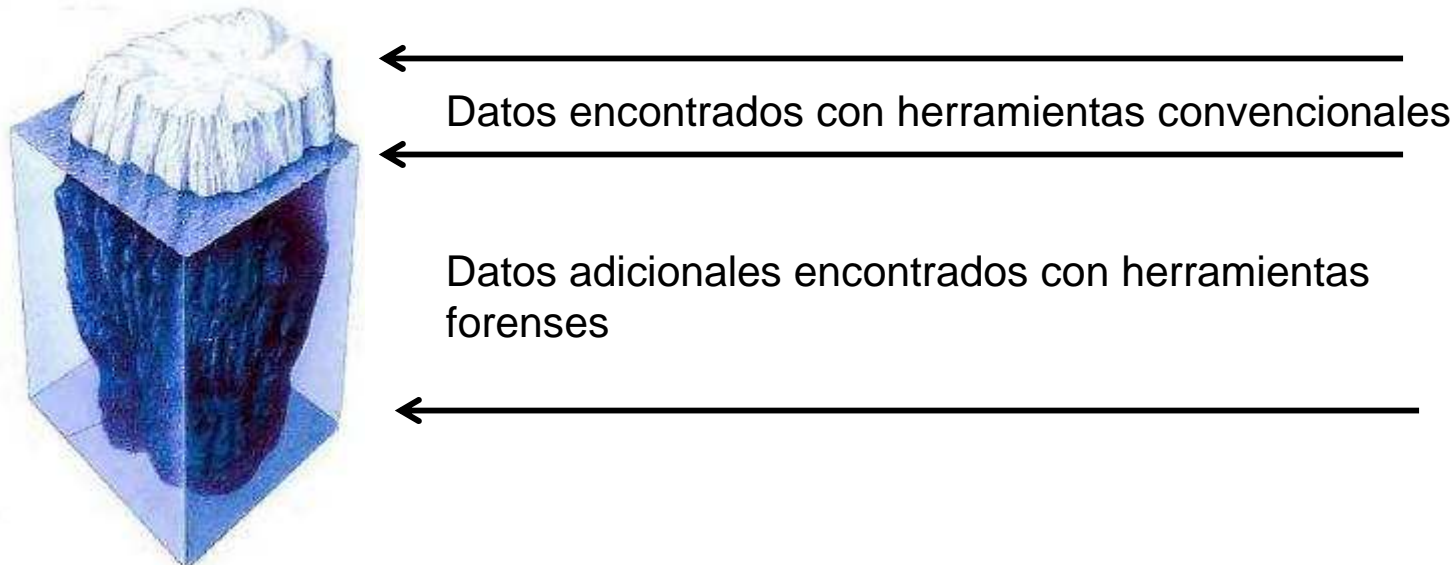 Datos encontrados con herramientas convencionales
Datos adicionales encontrados con herramientas
forenses